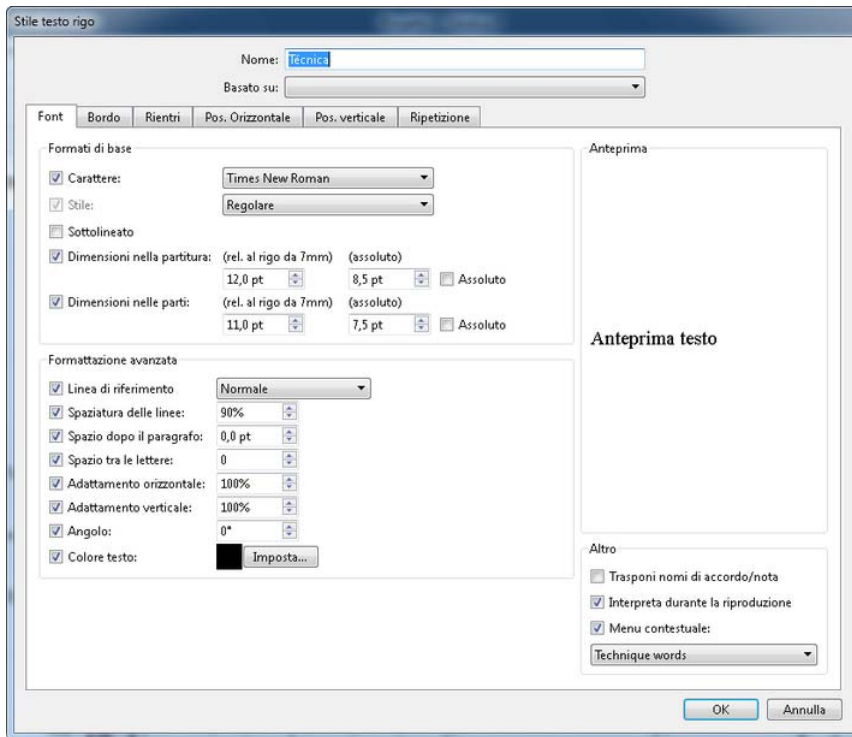 Stile testo rigo
Nome: Técnica
Basato su:
Font Bordo Rientri Pos. Orizzontale Pos. verticale Ripetizione
Formati di base
Carattere: Times New Roman
Stile: Regolare
Sottolineato
Dimensioni nella partitura: (rel. al rigo da 7mm) (assoluto)
12,0 pt 8,5 pt Assoluto
Dimensioni nelle parti: (rel. al rigo da 7mm) (assoluto)
11,0 pt 7,5 pt Assoluto
Formattazione avanzata
Linea di riferimento Normale
Spaziatura delle linee: 90%
Spazio dopo il paragrafo: 0,0 pt
Spazio tra le lettere: 0
Adattamento orizzontale: 100%
Adattamento verticale: 100%
Angolo: 0°
Colore testo: Imposta...
Anteprima
Anteprima testo
Altro
Trasponi nomi di accordo/nota
Interpreta durante la riproduzione
Menu contestuale:
Technique words
OK Annulla